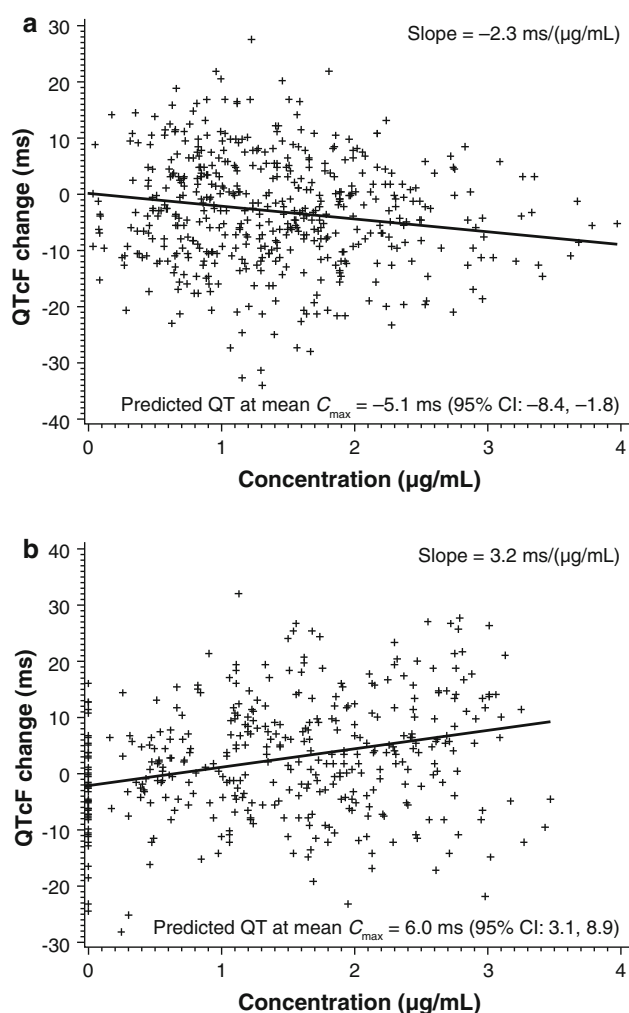 a
Slope = –2.3 ms/(µg/mL)
30
20
10
0
-10
-20
-30
-40
QTcF change (ms)
Predicted QT at mean Cmax = –5.1 ms (95% CI: –8.4, –1.8)
0 1 2 3 4
Concentration (µg/mL)
b
Slope = 3.2 ms/(µg/mL)
40
30
20
10
0
-10
-20
-30
QTcF change (ms)
Predicted QT at mean Cmax = 6.0 ms (95% CI: 3.1, 8.9)
0 1 2 3 4
Concentration (µg/mL)